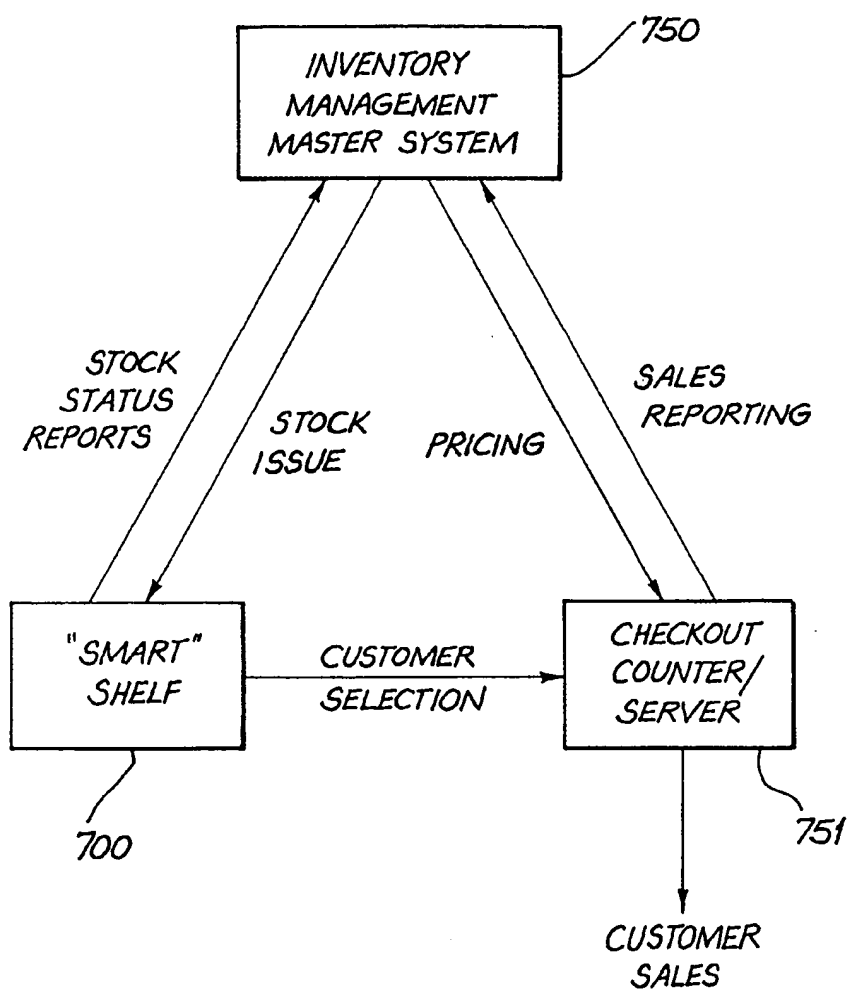 750
INVENTORY
MANAGEMENT
MASTER SYSTEM
STOCK
STATUS
REPORTS
STOCK
ISSUE
PRICING
SALES
REPORTING
"SMART"
SHELF
CUSTOMER
SELECTION
CHECKOUT
COUNTER/
SERVER
700
751
CUSTOMER
SALES